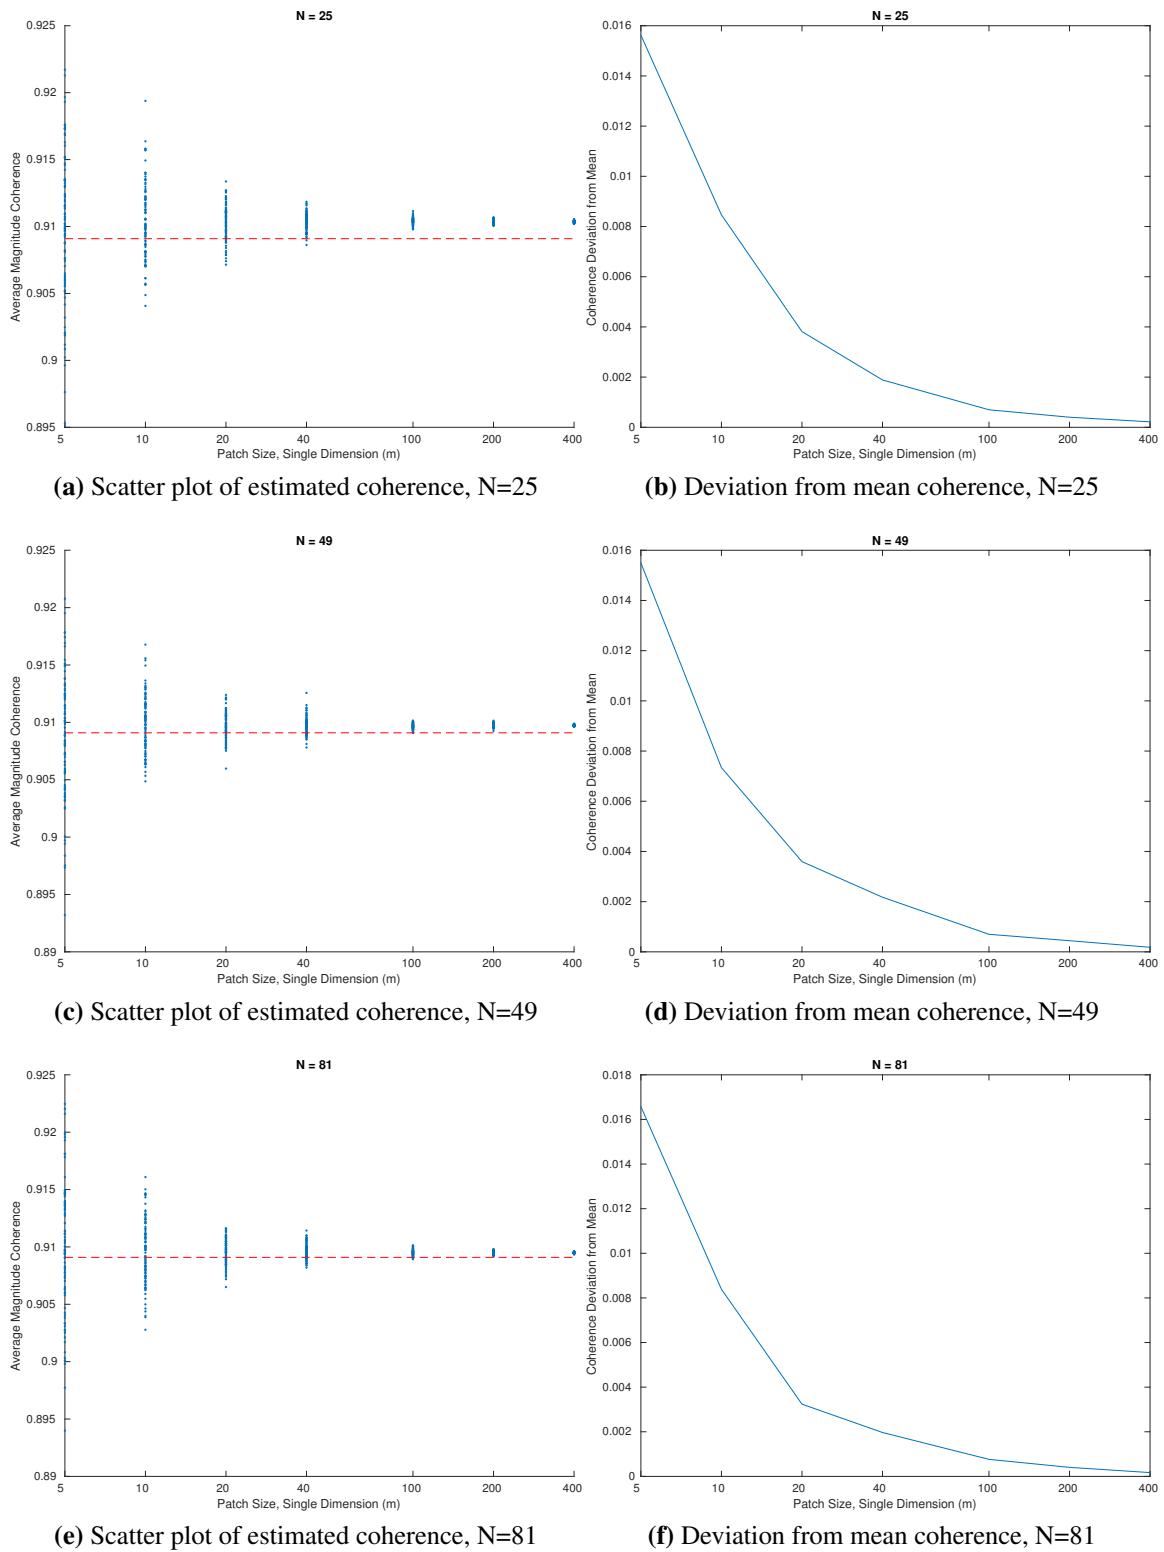 N = 25
0.925
0.92
0.915
0.91
0.905
0.9
0.895
Average Magnitude Coherence
5 10 20 40 100 200 400
Patch Size, Single Dimension (m)
(a) Scatter plot of estimated coherence, N=25
N = 25
0.016
0.014
0.012
0.01
0.008
0.006
0.004
0.002
0
Coherence Deviation from Mean
5 10 20 40 100 200 400
Patch Size, Single Dimension (m)
(b) Deviation from mean coherence, N=25
N = 49
0.925
0.92
0.915
0.91
0.905
0.9
0.895
0.89
Average Magnitude Coherence
5 10 20 40 100 200 400
Patch Size, Single Dimension (m)
(c) Scatter plot of estimated coherence, N=49
N = 49
0.016
0.014
0.012
0.01
0.008
0.006
0.004
0.002
0
Coherence Deviation from Mean
5 10 20 40 100 200 400
Patch Size, Single Dimension (m)
(d) Deviation from mean coherence, N=49
N = 81
0.925
0.92
0.915
0.91
0.905
0.9
0.895
0.89
Average Magnitude Coherence
5 10 20 40 100 200 400
Patch Size, Single Dimension (m)
(e) Scatter plot of estimated coherence, N=81
N = 81
0.018
0.016
0.014
0.012
0.01
0.008
0.006
0.004
0.002
0
Coherence Deviation from Mean
5 10 20 40 100 200 400
Patch Size, Single Dimension (m)
(f) Deviation from mean coherence, N=81